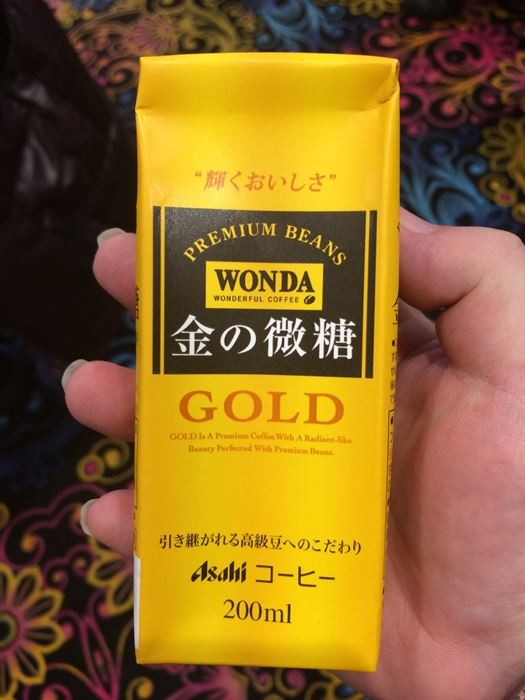 “輝くおいしさ”
PREMIUM BEANS
WONDA
WONDERFUL COFFEE
金の微糖
GOLD
GOLD Is A Premium Coffee With A Radiant-like
Beauty Perfected With Premium Beans.
引き継がれる高級豆へのこだわり
Asahi コーヒー
200ml